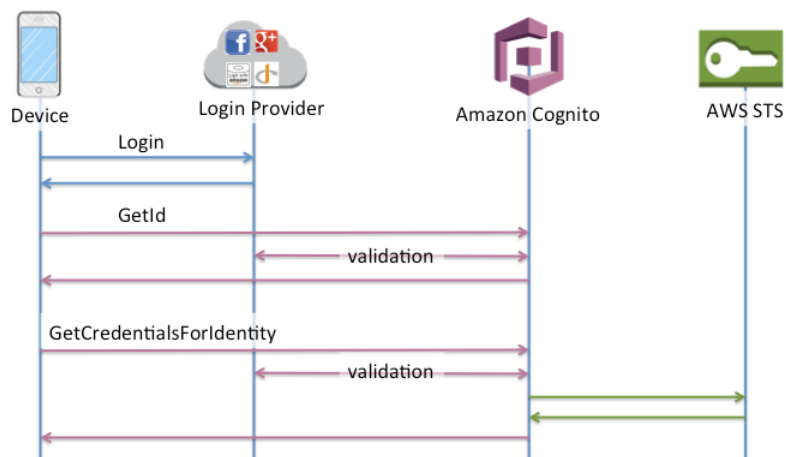 Device
Login Provider
Amazon Cognito
AWS STS
Login
GetId
validation
GetCredentialsForIdentity
validation